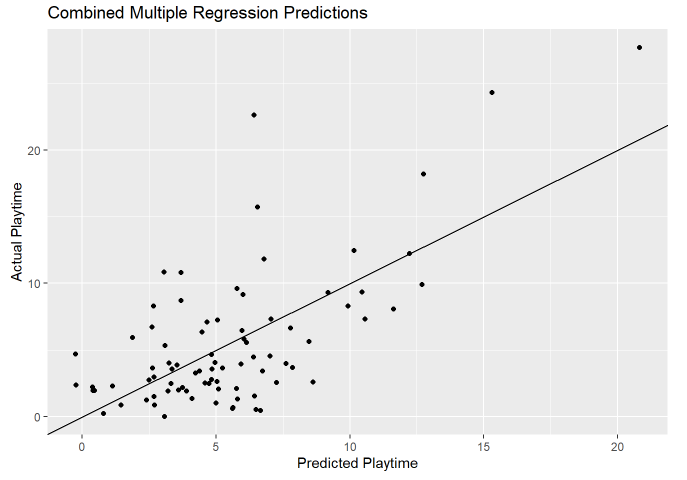 Combined Multiple Regression Predictions
Actual Playtime
20
10
0
0 5 10 15 20
Predicted Playtime